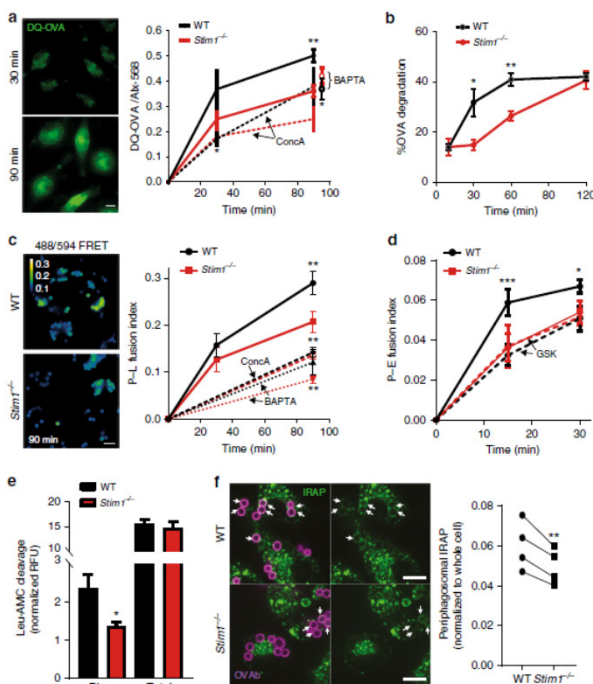 a
DQ-OVA
30 min
90 min
DQ-OVA /Alx-568
0.6
0.5
0.4
0.3
0.2
0.1
0.0
0 20 40 60 80 100
Time (min)
WT
Stim1–/–
**
BAPTA
*
ConcA
*
b
WT
Stim1–/–
%OVA degradation
60
40
20
0
0 30 60 90 120
Time (min)
*
**
c
488/594 FRET
0.3
0.2
0.1
WT
Stim1–/–
90 min
P–L fusion index
0.3
0.2
0.1
0.0
0 20 40 60 80 100
Time (min)
WT
Stim1–/–
**
**
ConcA
BAPTA
**
d
WT
Stim1–/–
P–E fusion index
0.08
0.06
0.04
0.02
0.00
0 10 20 30
Time (min)
***
*
GSK
e
WT
Stim1–/–
Leu-AMC cleavage
(normalized RFU)
20
15
10
3
2
1
0
*
f
IRAP
WT
Stim1–/–
OVAb
Periphagosomal IRAP
(normalized to whole cell)
0.08
0.06
0.04
0.02
0.00
**
WT Stim1–/–